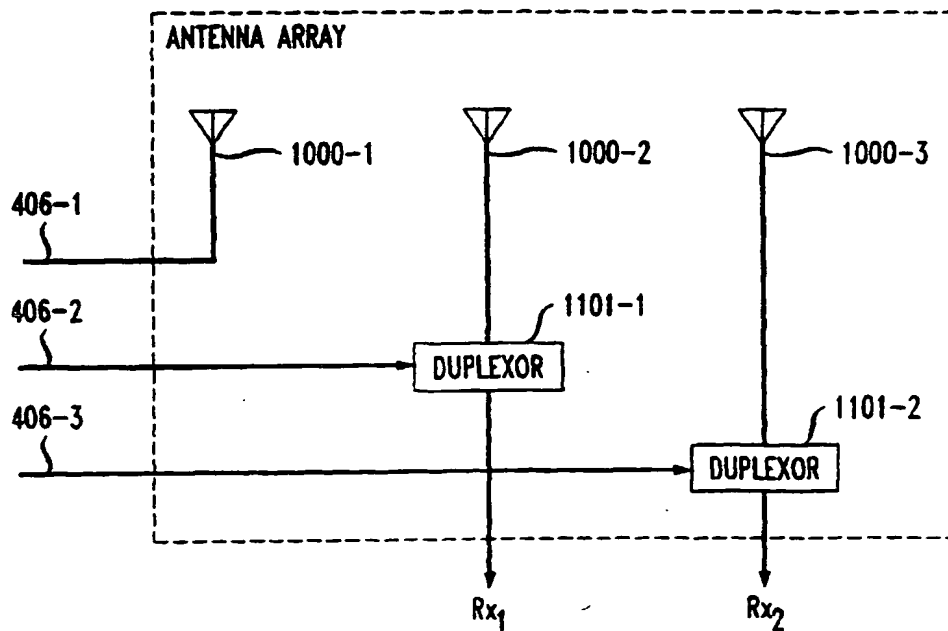 ANTENNA ARRAY
1000-1
1000-2
1000-3
406-1
406-2
1101-1
DUPLEXOR
406-3
1101-2
DUPLEXOR
Rx1
Rx2